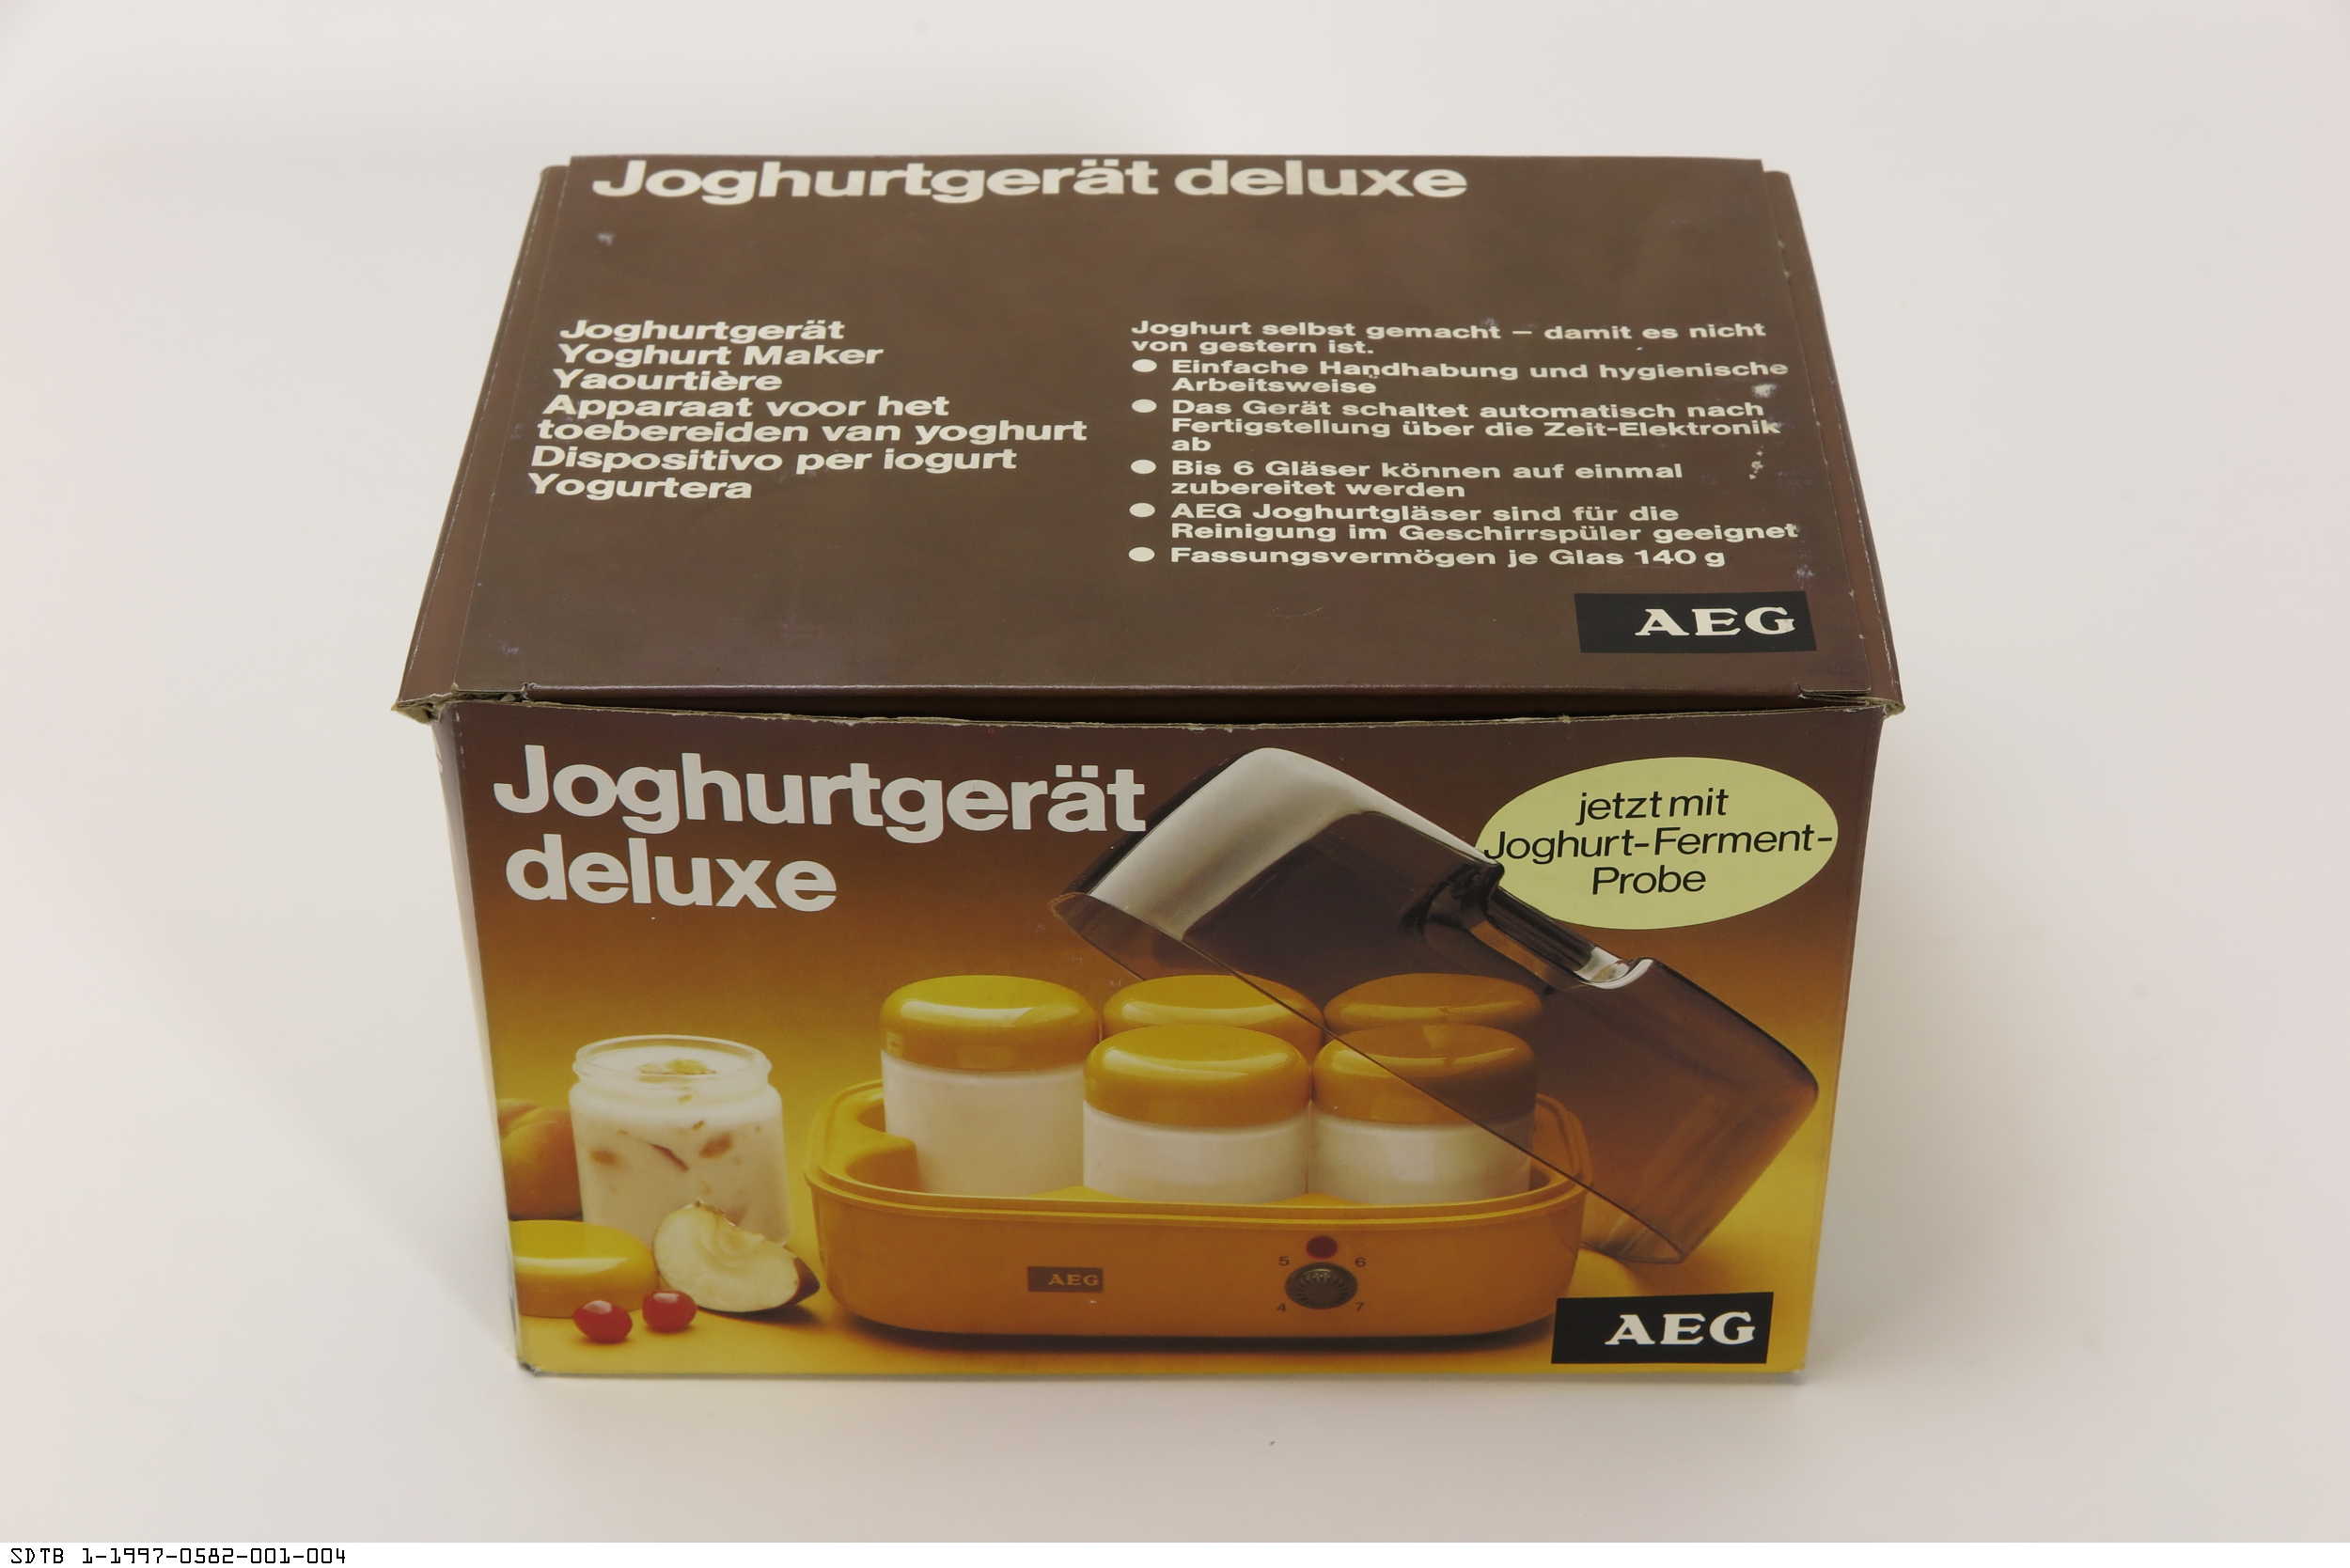 Joghurtgerät deluxe
Joghurtgerät
Yoghurt Maker
Yaourtière
Apparaat voor het
toebereiden van yoghurt
Dispositivo per iogurt
Yogurtera
Joghurt selbst gemacht – damit es nicht
von gestern ist.
● Einfache Handhabung und hygienische
Arbeitsweise
● Das Gerät schaltet automatisch nach
Fertigstellung über die Zeit-Elektronik
ab
● Bis 6 Gläser können auf einmal
zubereitet werden
● AEG Joghurtgläser sind für die
Reinigung im Geschirrspüler geeignet
● Fassungsvermögen je Glas 140 g
AEG
Joghurtgerät
deluxe
jetzt mit
Joghurt-Ferment-
Probe
AEG
5 6
4 7
AEG
SDTB 1-1997-0582-001-004